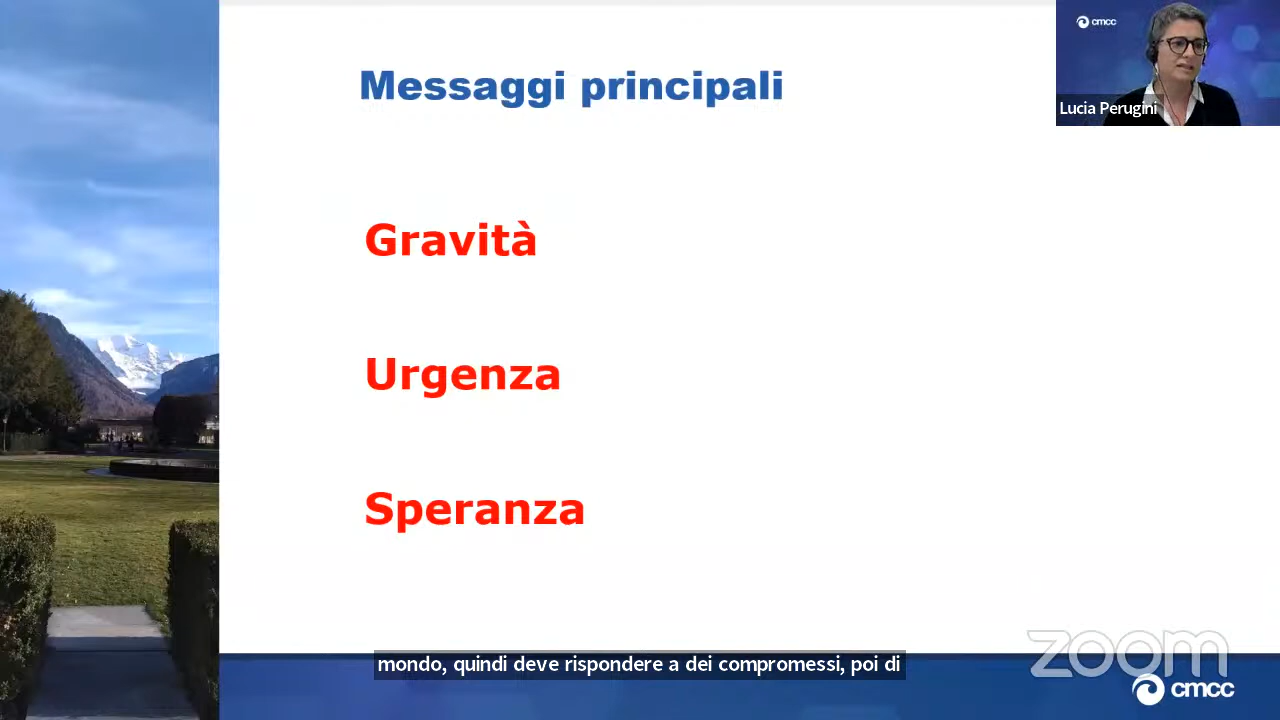 Messaggi principali
cmcc
Lucia Perugini
Gravità
Urgenza
Speranza
zoom
mondo, quindi deve rispondere a dei compromessi, poi di
cmcc